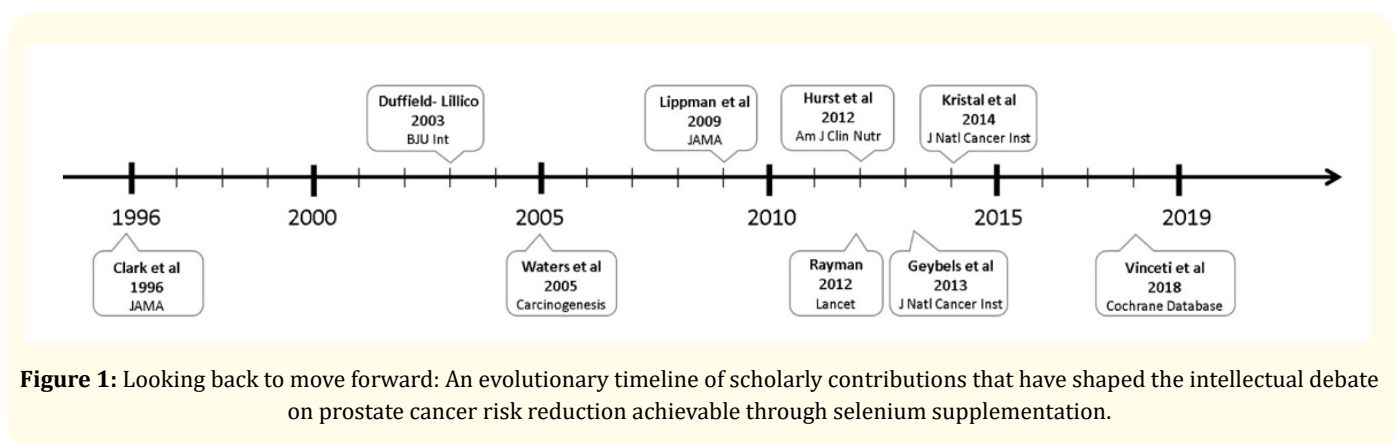 Duffield- Lillico
2003
BJU Int
Lippman et al
2009
JAMA
Hurst et al
2012
Am J Clin Nutr
Kristal et al
2014
J Natl Cancer Inst
1996
2000
2005
2010
2015
2019
Clark et al
1996
JAMA
Waters et al
2005
Carcinogenesis
Rayman
2012
Lancet
Geybels et al
2013
J Natl Cancer Inst
Vinceti et al
2018
Cochrane Database
Figure 1: Looking back to move forward: An evolutionary timeline of scholarly contributions that have shaped the intellectual debate
on prostate cancer risk reduction achievable through selenium supplementation.